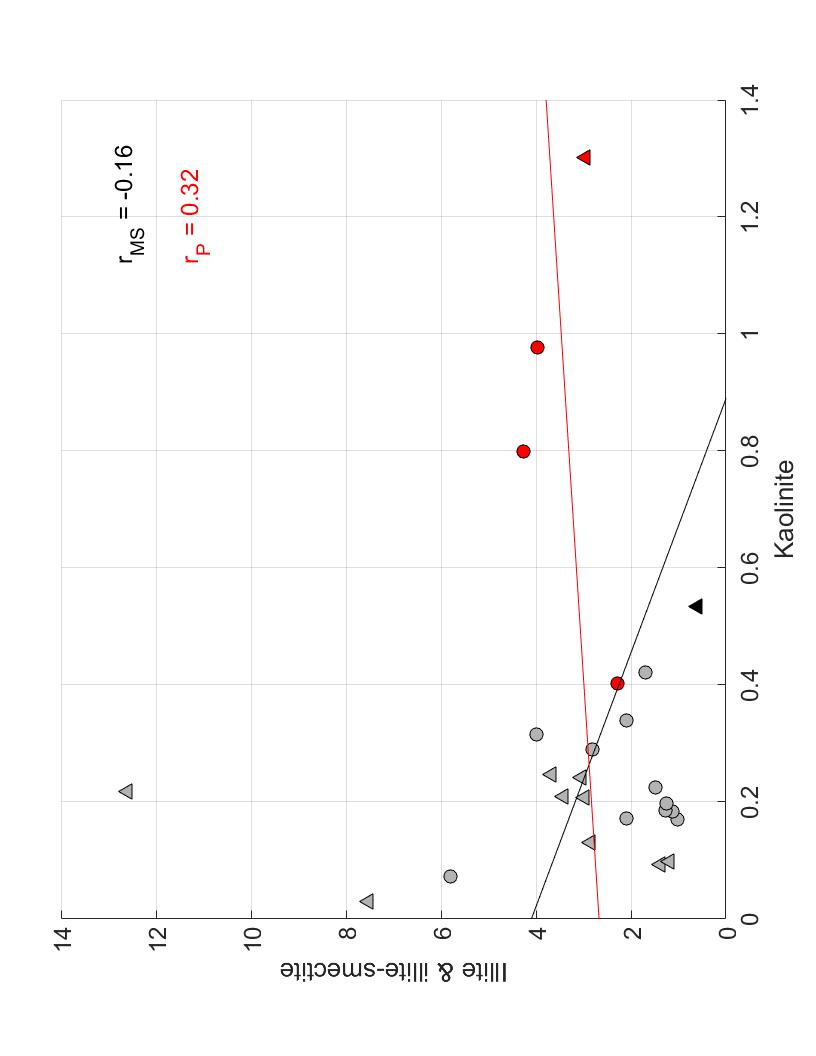 14
12
10
8
6
4
2
0
Illite & illite-smectite
r_MS = -0.16
r_P = 0.32
0 0.2 0.4 0.6 0.8 1 1.2 1.4
Kaolinite